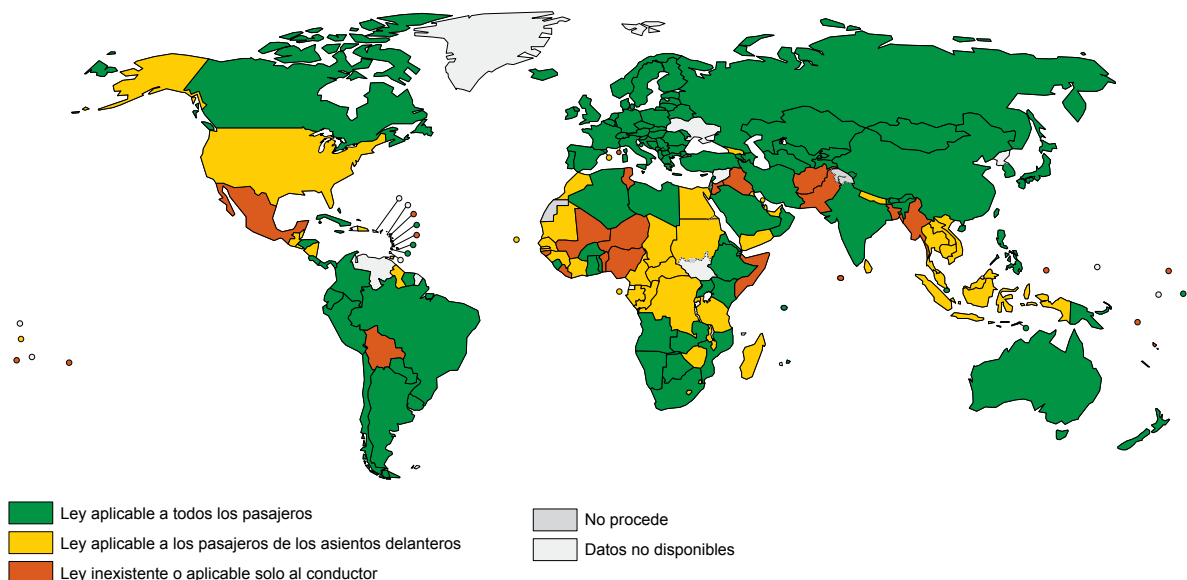 Ley aplicable a todos los pasajeros
Ley aplicable a los pasajeros de los asientos delanteros
Ley inexistente o aplicable solo al conductor
No procede
Datos no disponibles